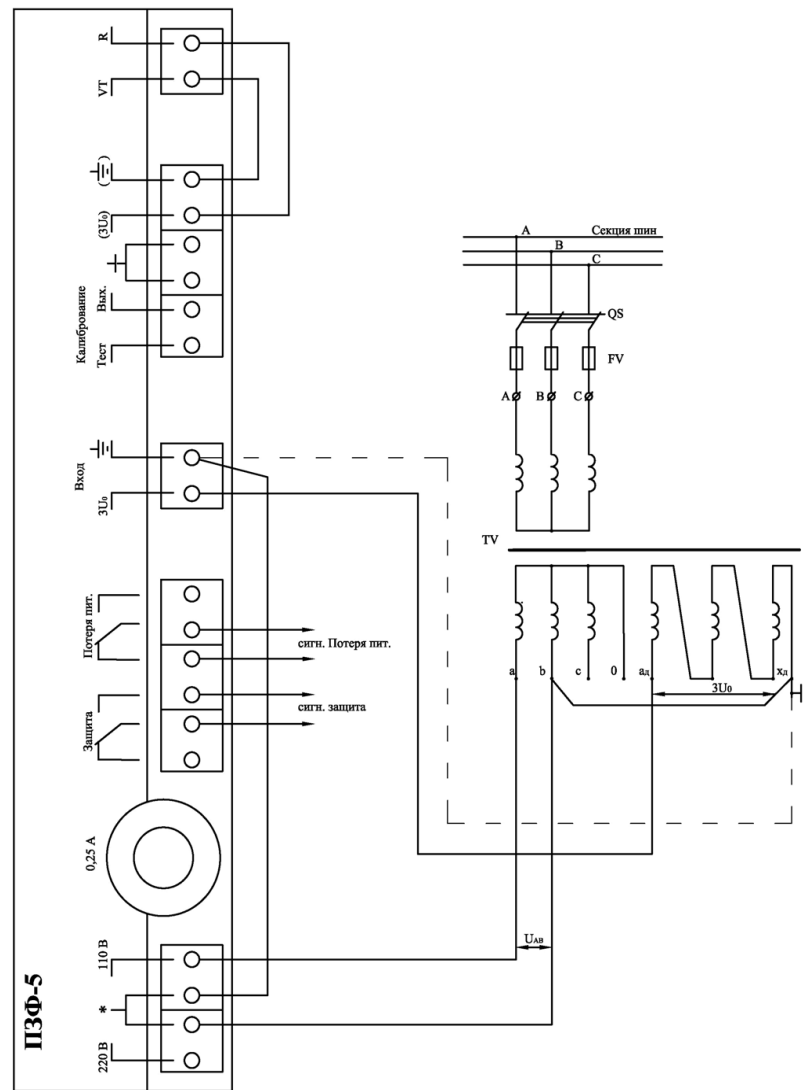 R
VT
(⏚)
(3U₀)
Калибрование
Вых.
Тест
Вход
3U₀
Потеря пит.
Защита
0,25 А
110 В
*
220 В
ПЗФ-5
сигн. Потеря пит.
сигн. защита
A
Секция шин
B
C
QS
FV
A
B
C
TV
a
b
c
0
aд
xд
3U₀
UAB